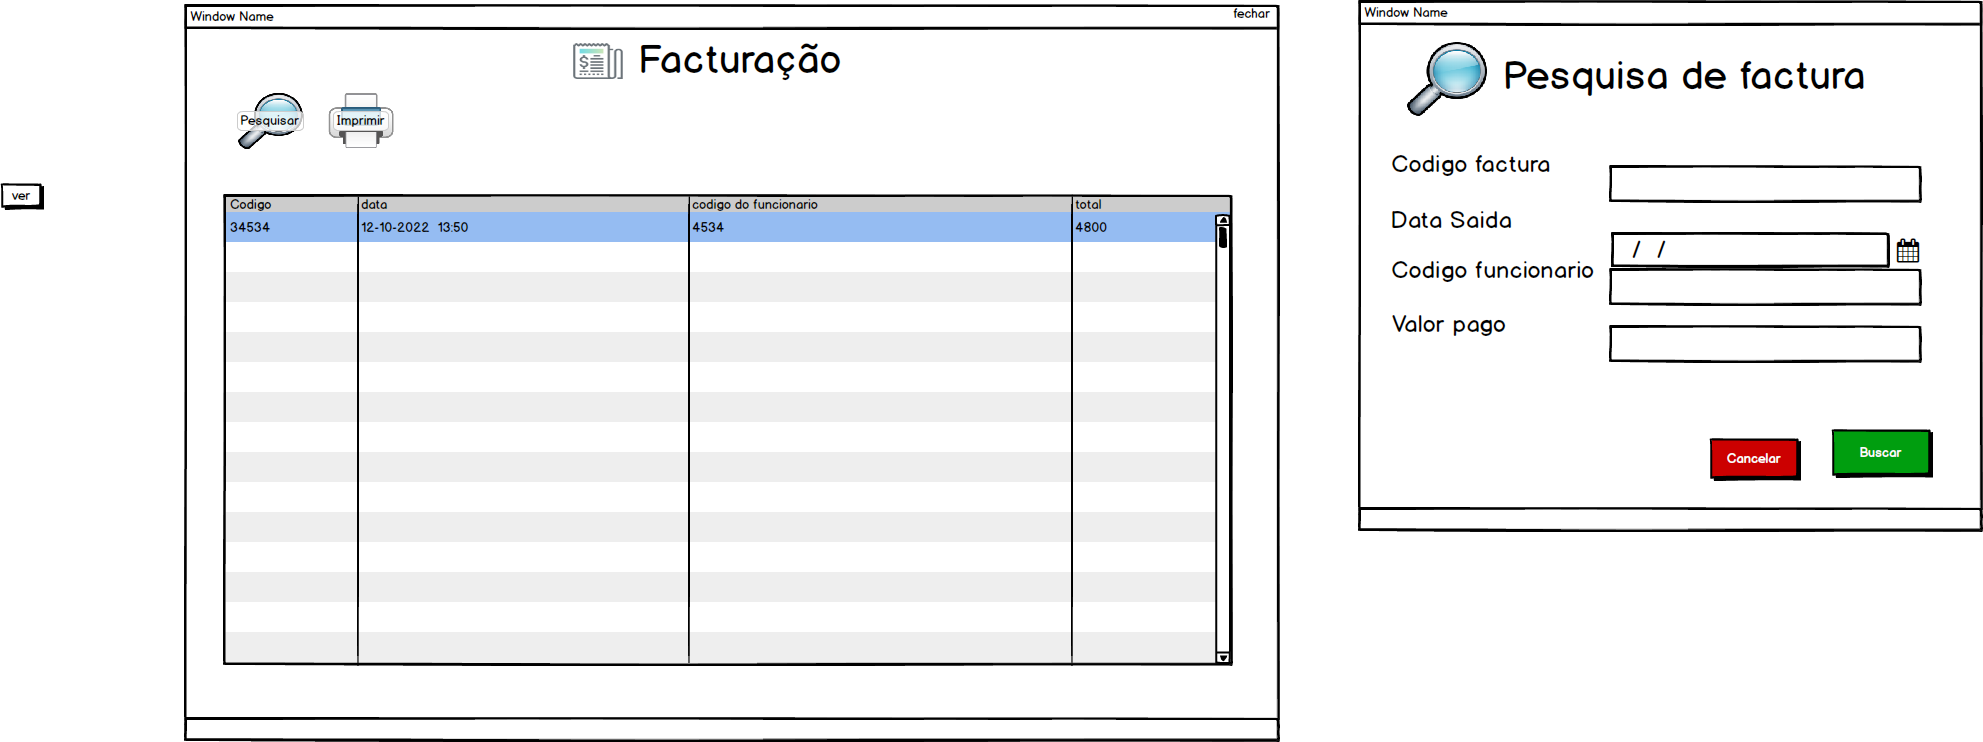 ver
Window Name
fechar
Facturação
Pesquisar
Imprimir
Codigo data codigo do funcionario total
34534 12-10-2022 13:50 4534 4800
Window Name
Pesquisa de factura
Codigo factura
Data Saida
/ /
Codigo funcionario
Valor pago
Cancelar
Buscar